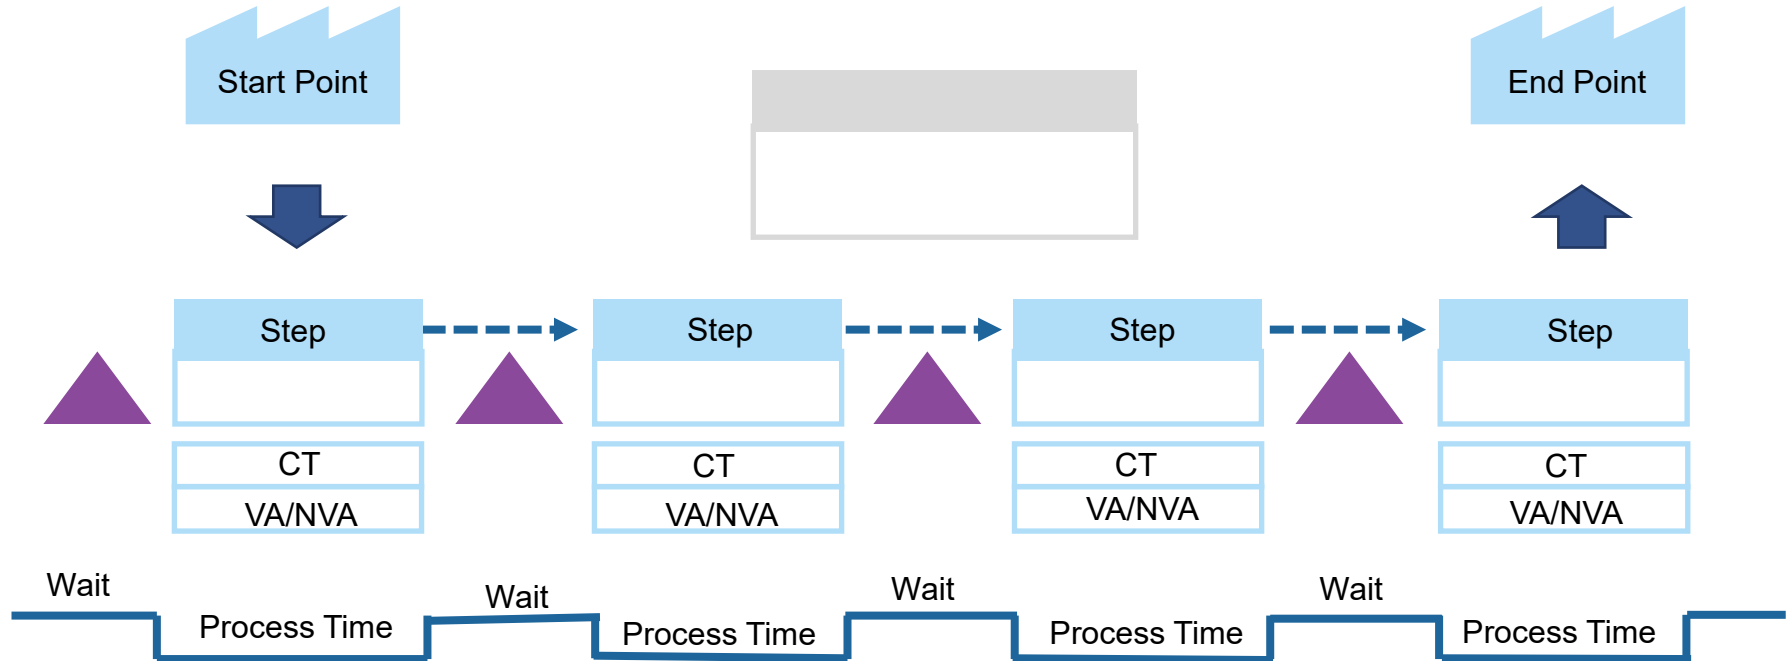 Start Point
End Point
Step
Step
Step
Step
CT
CT
CT
CT
VA/NVA
VA/NVA
VA/NVA
VA/NVA
Wait
Wait
Wait
Wait
Process Time
Process Time
Process Time
Process Time